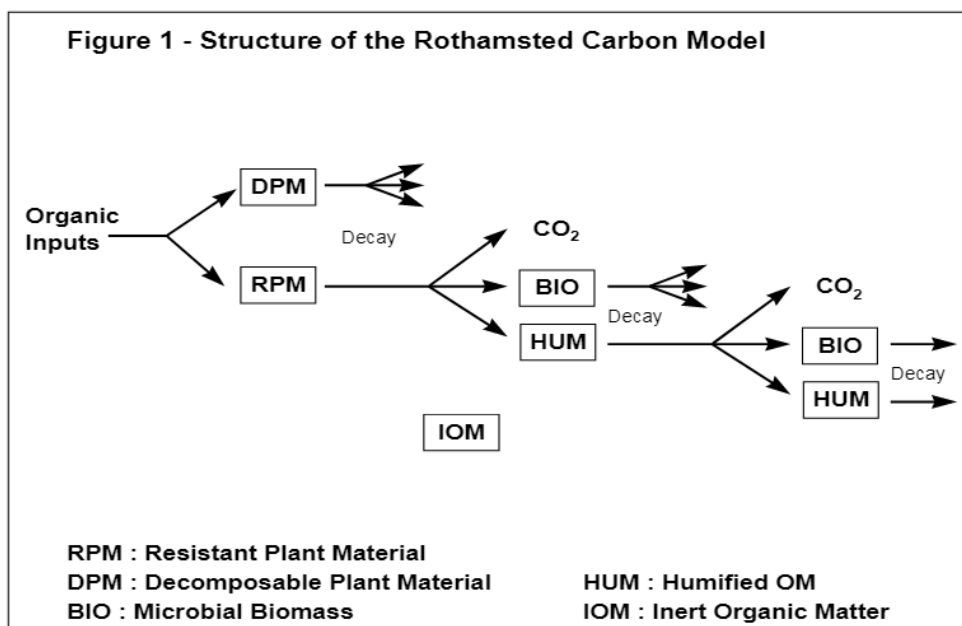 Figure 1 - Structure of the Rothamsted Carbon Model
DPM
Organic
Inputs
Decay
CO₂
RPM
BIO
CO₂
Decay
HUM
BIO
Decay
HUM
IOM
RPM : Resistant Plant Material
DPM : Decomposable Plant Material
HUM : Humified OM
BIO : Microbial Biomass
IOM : Inert Organic Matter